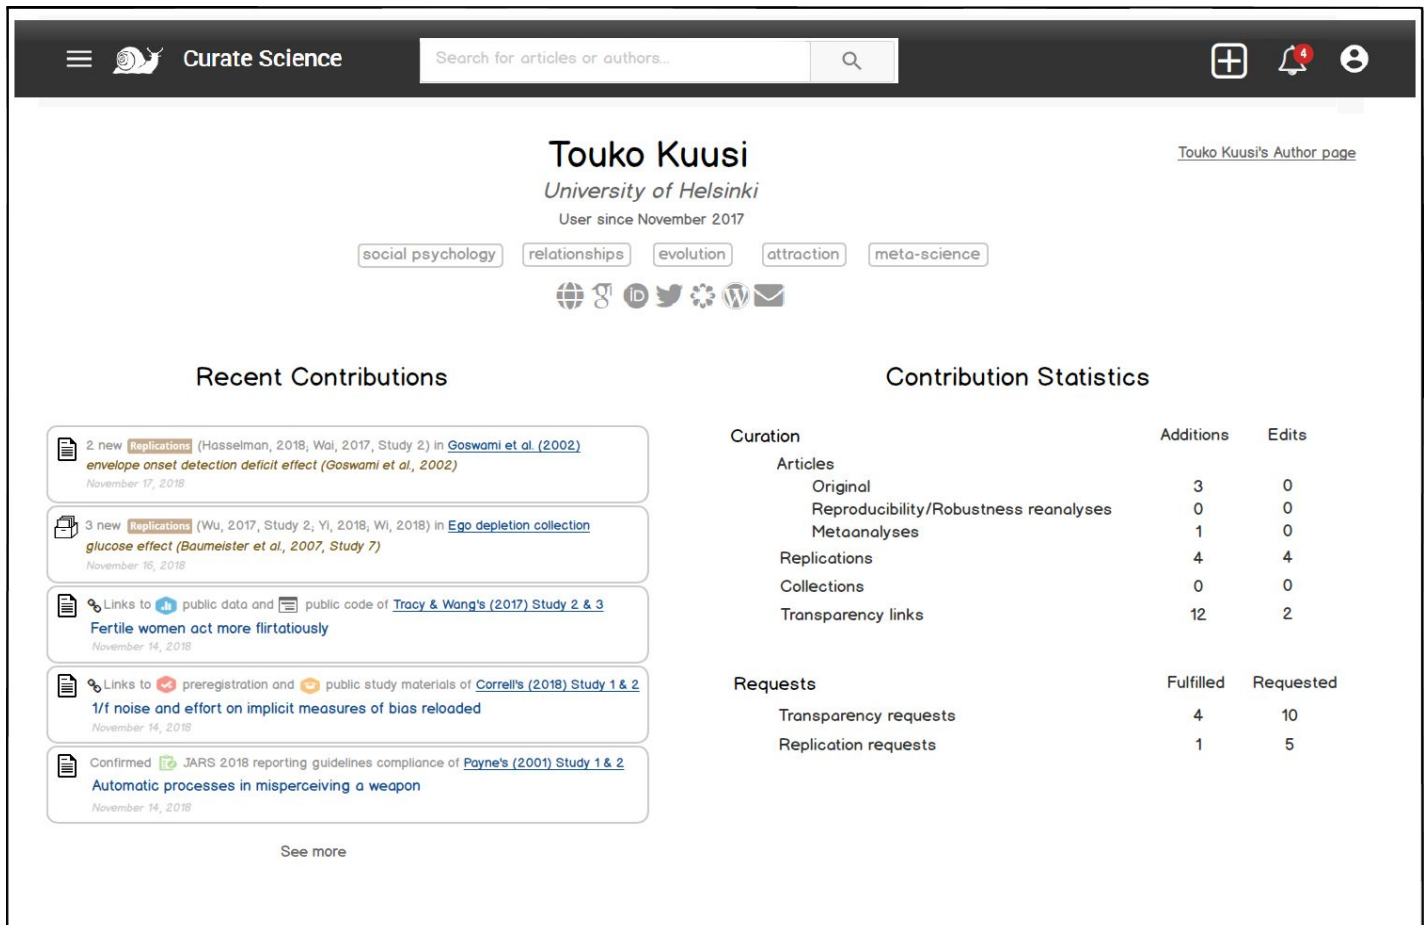 Curate Science
Search for articles or authors...
4
Touko Kuusi
Touko Kuusi's Author page
University of Helsinki
User since November 2017
social psychology relationships evolution attraction meta-science
Recent Contributions
2 new Replications (Hasselman, 2018; Wai, 2017, Study 2) in Goswami et al. (2002)
envelope onset detection deficit effect (Goswami et al., 2002)
November 17, 2018
3 new Replications (Wu, 2017, Study 2; Yi, 2018; Wi, 2018) in Ego depletion collection
glucose effect (Baumeister et al., 2007, Study 7)
November 16, 2018
Links to public data and public code of Tracy & Wang's (2017) Study 2 & 3
Fertile women act more flirtatiously
November 14, 2018
Links to preregistration and public study materials of Correll's (2018) Study 1 & 2
1/f noise and effort on implicit measures of bias reloaded
November 14, 2018
Confirmed JARS 2018 reporting guidelines compliance of Payne's (2001) Study 1 & 2
Automatic processes in misperceiving a weapon
November 14, 2018
See more
Contribution Statistics
Curation Additions Edits
Articles
Original 3 0
Reproducibility/Robustness reanalyses 0 0
Metaanalyses 1 0
Replications 4 4
Collections 0 0
Transparency links 12 2
Requests Fulfilled Requested
Transparency requests 4 10
Replication requests 1 5